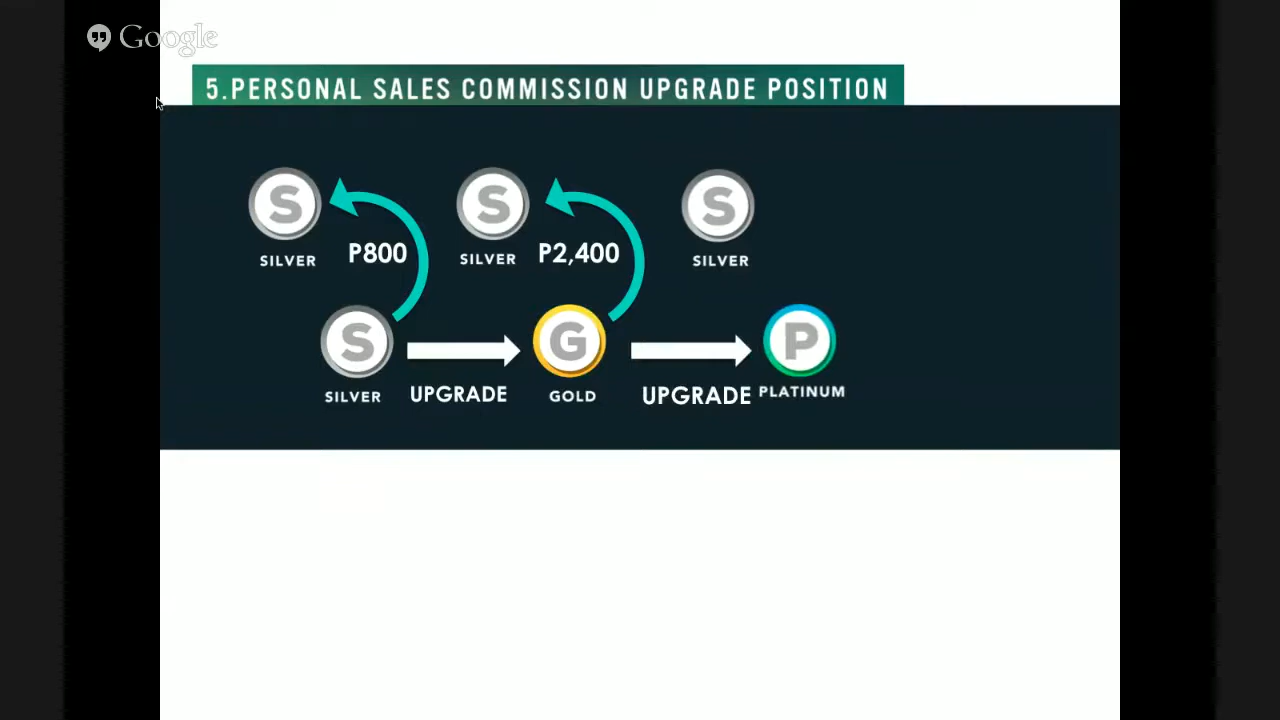 Google
5.PERSONAL SALES COMMISSION UPGRADE POSITION
S S S
P800 P2,400
SILVER SILVER SILVER
S G P
SILVER UPGRADE GOLD UPGRADE PLATINUM